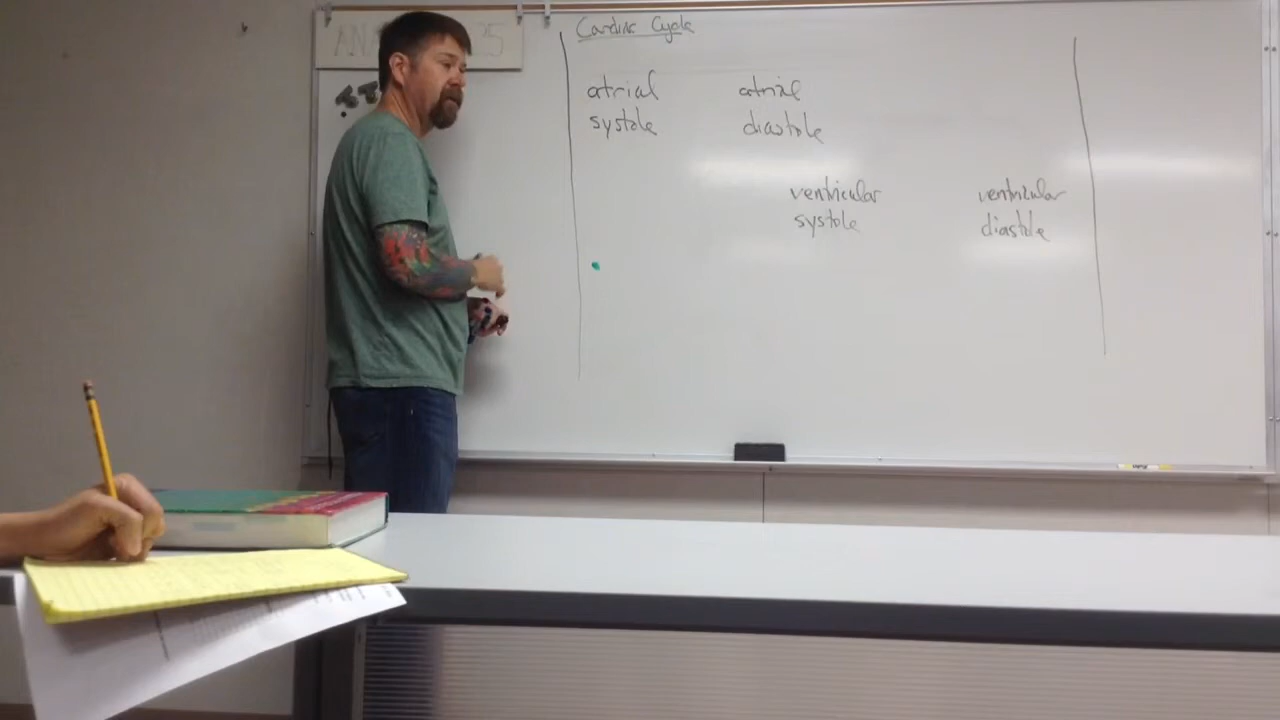 Cardiac Cycle
atrial atrial
systole diastole
ventricular ventricular
systole diastole